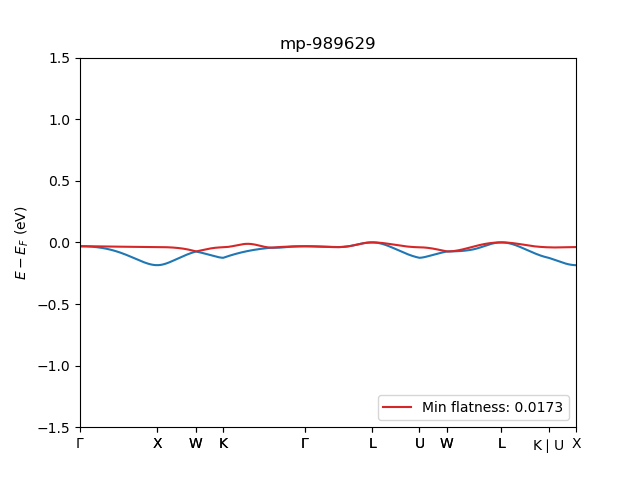 mp-989629
1.5
1.0
0.5
0.0
−0.5
−1.0
−1.5
E − E_F (eV)
Min flatness: 0.0173
Γ X W K Γ L U W L K | U X